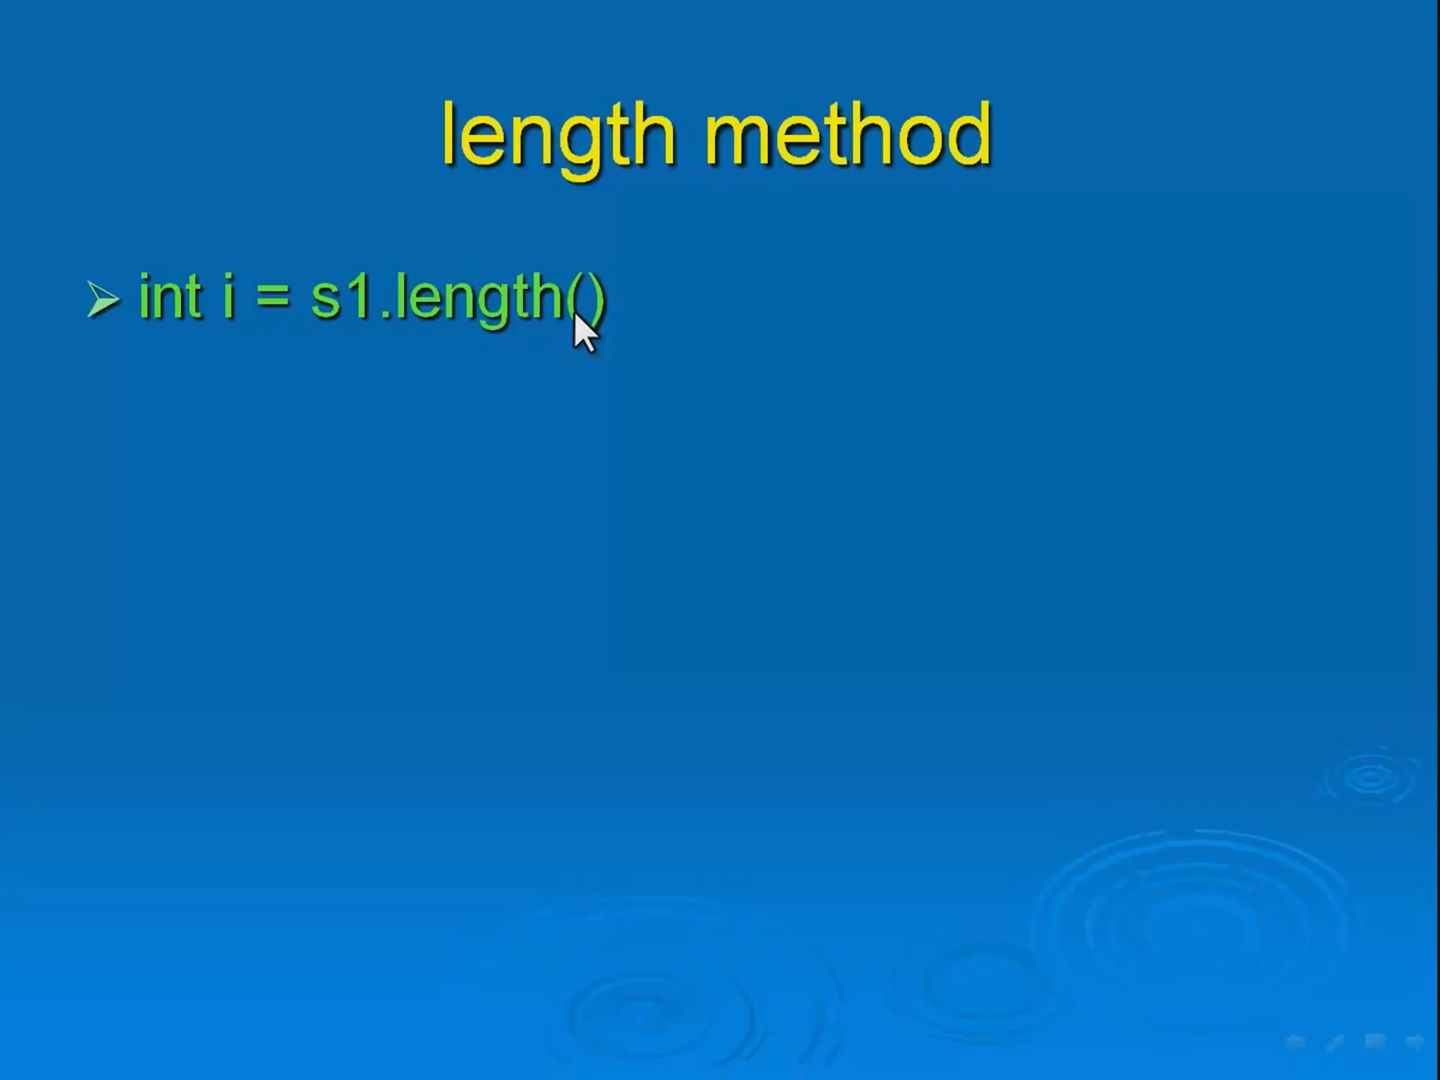 length method
int i = s1.length()